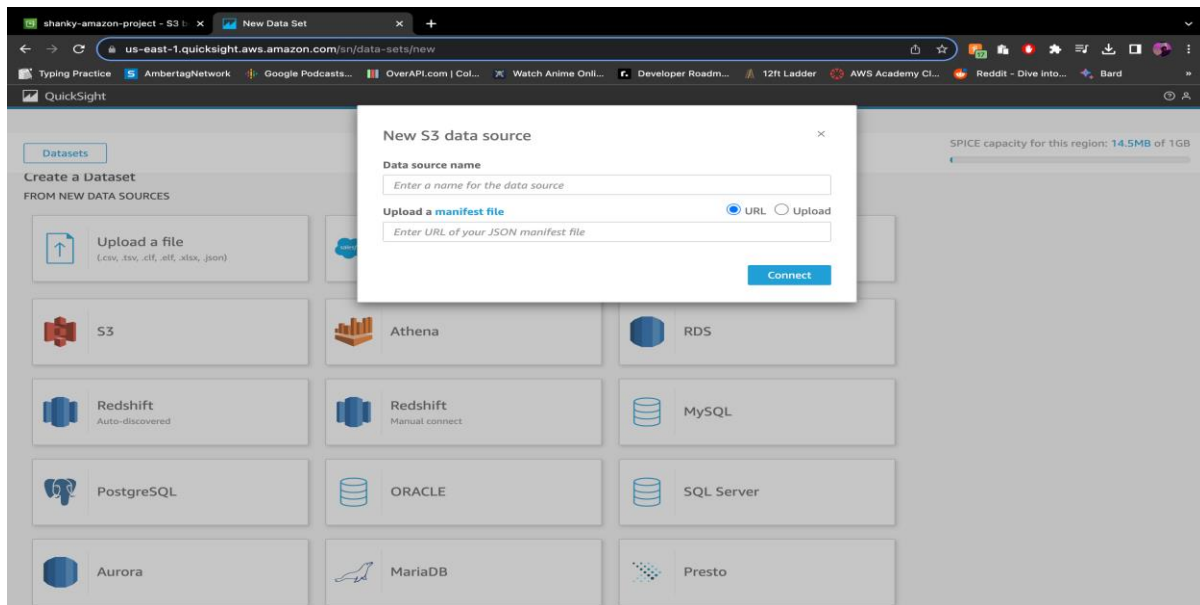 shanky-amazon-project - S3 b
New Data Set
us-east-1.quicksight.aws.amazon.com/sn/data-sets/new
Typing Practice
AmbertagNetwork
Google Podcasts...
OverAPI.com | Col...
Watch Anime Onli...
Developer Roadm...
12ft Ladder
AWS Academy Cl...
Reddit - Dive into...
Bard
QuickSight
New S3 data source
Datasets
SPICE capacity for this region: 14.5MB of 1GB
Data source name
Create a Dataset
Enter a name for the data source
FROM NEW DATA SOURCES
Upload a manifest file
URL
Upload
Enter URL of your JSON manifest file
Upload a file
(.csv, .tsv, .clf, .elf, .xlsx, .json)
Connect
S3
Athena
RDS
Redshift
Auto-discovered
Redshift
Manual connect
MySQL
PostgreSQL
ORACLE
SQL Server
Aurora
MariaDB
Presto